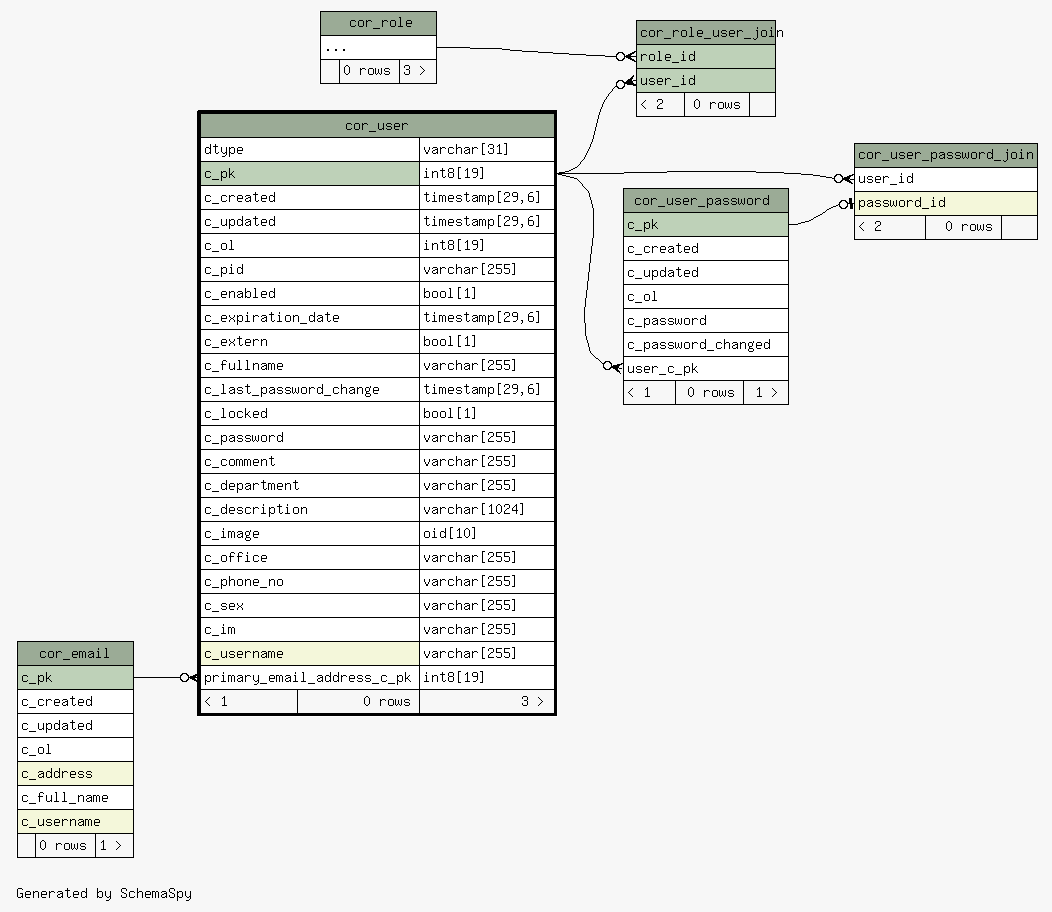 cor_role
...
0 rows 3 >
cor_role_user_join
role_id
user_id
< 2 0 rows
cor_user
dtype varchar[31]
c_pk int8[19]
c_created timestamp[29,6]
c_updated timestamp[29,6]
c_ol int8[19]
c_pid varchar[255]
c_enabled bool[1]
c_expiration_date timestamp[29,6]
c_extern bool[1]
c_fullname varchar[255]
c_last_password_change timestamp[29,6]
c_locked bool[1]
c_password varchar[255]
c_comment varchar[255]
c_department varchar[255]
c_description varchar[1024]
c_image oid[10]
c_office varchar[255]
c_phone_no varchar[255]
c_sex varchar[255]
c_im varchar[255]
c_username varchar[255]
primary_email_address_c_pk int8[19]
< 1 0 rows 3 >
cor_user_password_join
user_id
password_id
< 2 0 rows
cor_user_password
c_pk
c_created
c_updated
c_ol
c_password
c_password_changed
user_c_pk
< 1 0 rows 1 >
cor_email
c_pk
c_created
c_updated
c_ol
c_address
c_full_name
c_username
0 rows 1 >
Generated by SchemaSpy